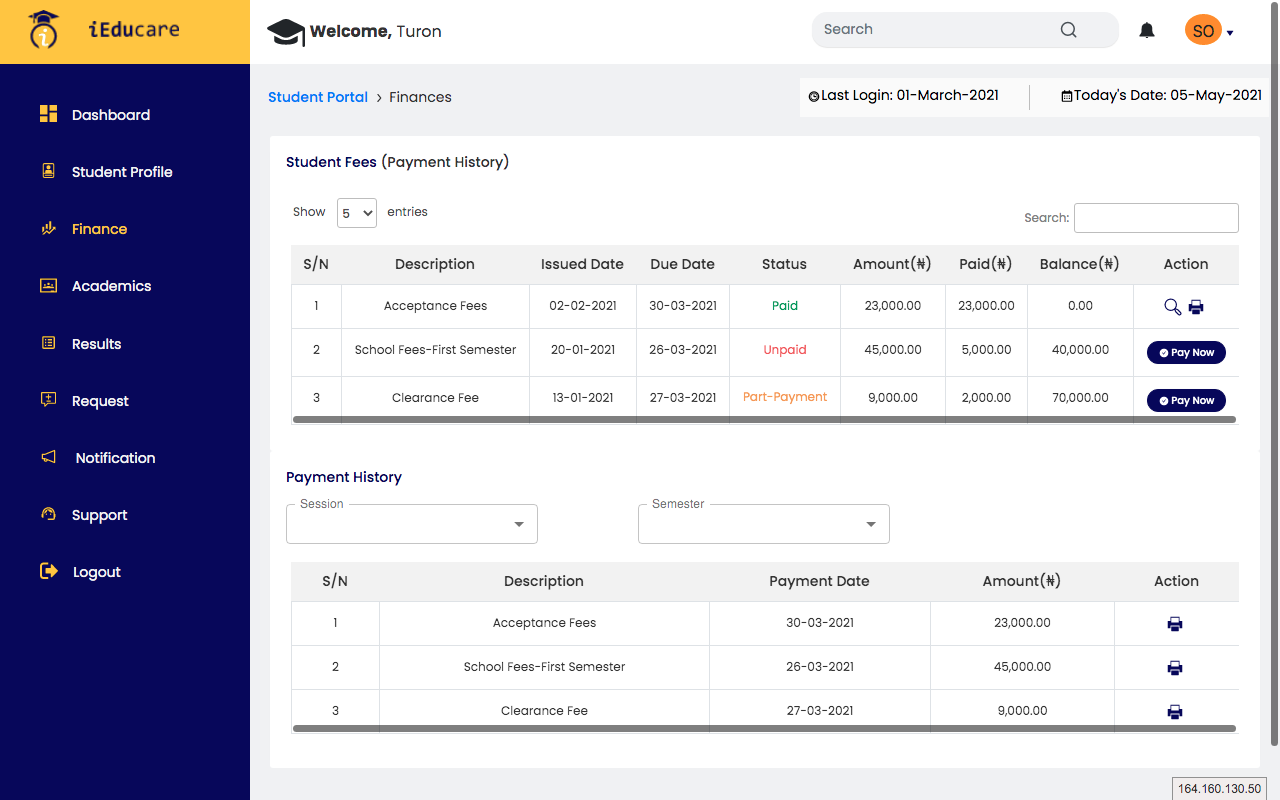 iEducare
Welcome, Turon
Search
SO
Dashboard
Student Profile
Finance
Academics
Results
Request
Notification
Support
Logout
Student Portal › Finances
Last Login: 01-March-2021
Today's Date: 05-May-2021
Student Fees (Payment History)
Show 5 entries
Search:
S/N Description Issued Date Due Date Status Amount(₦) Paid(₦) Balance(₦) Action
1 Acceptance Fees 02-02-2021 30-03-2021 Paid 23,000.00 23,000.00 0.00
2 School Fees-First Semester 20-01-2021 26-03-2021 Unpaid 45,000.00 5,000.00 40,000.00 Pay Now
3 Clearance Fee 13-01-2021 27-03-2021 Part-Payment 9,000.00 2,000.00 70,000.00 Pay Now
Payment History
Session
Semester
S/N Description Payment Date Amount(₦) Action
1 Acceptance Fees 30-03-2021 23,000.00
2 School Fees-First Semester 26-03-2021 45,000.00
3 Clearance Fee 27-03-2021 9,000.00
164.160.130.50